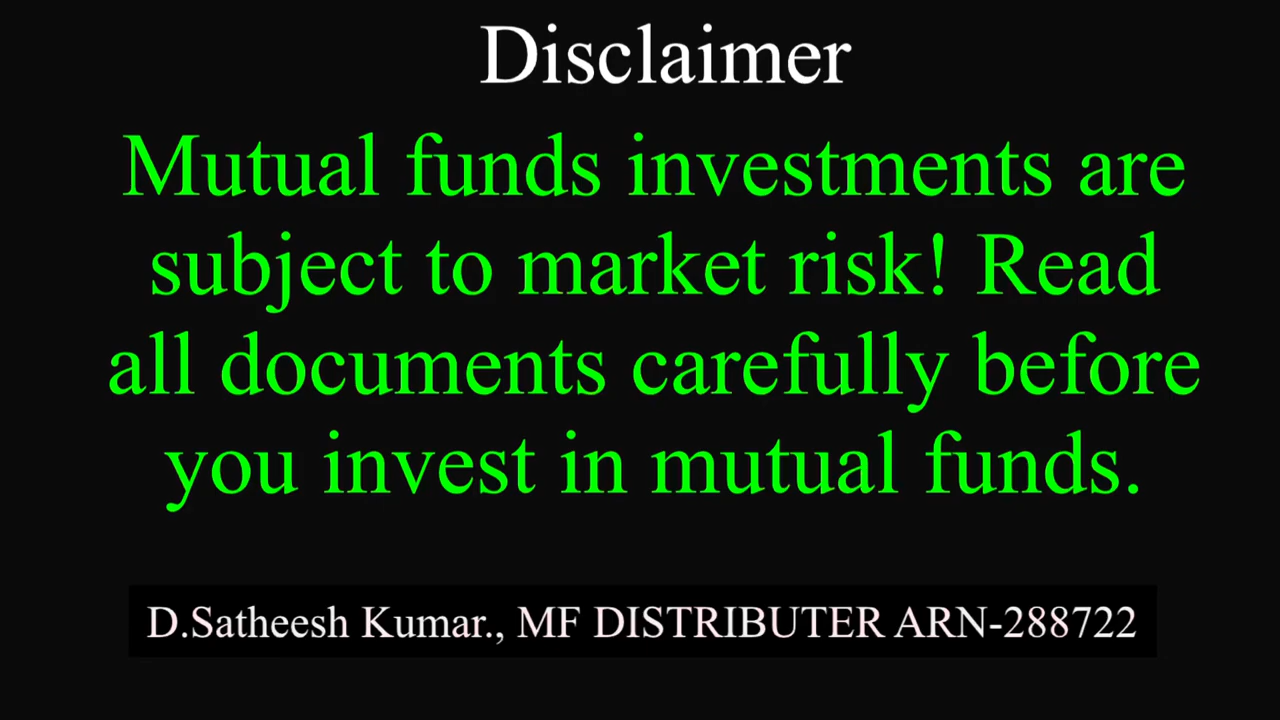 Disclaimer
Mutual funds investments are
subject to market risk! Read
all documents carefully before
you invest in mutual funds.
D.Satheesh Kumar., MF DISTRIBUTER ARN-288722